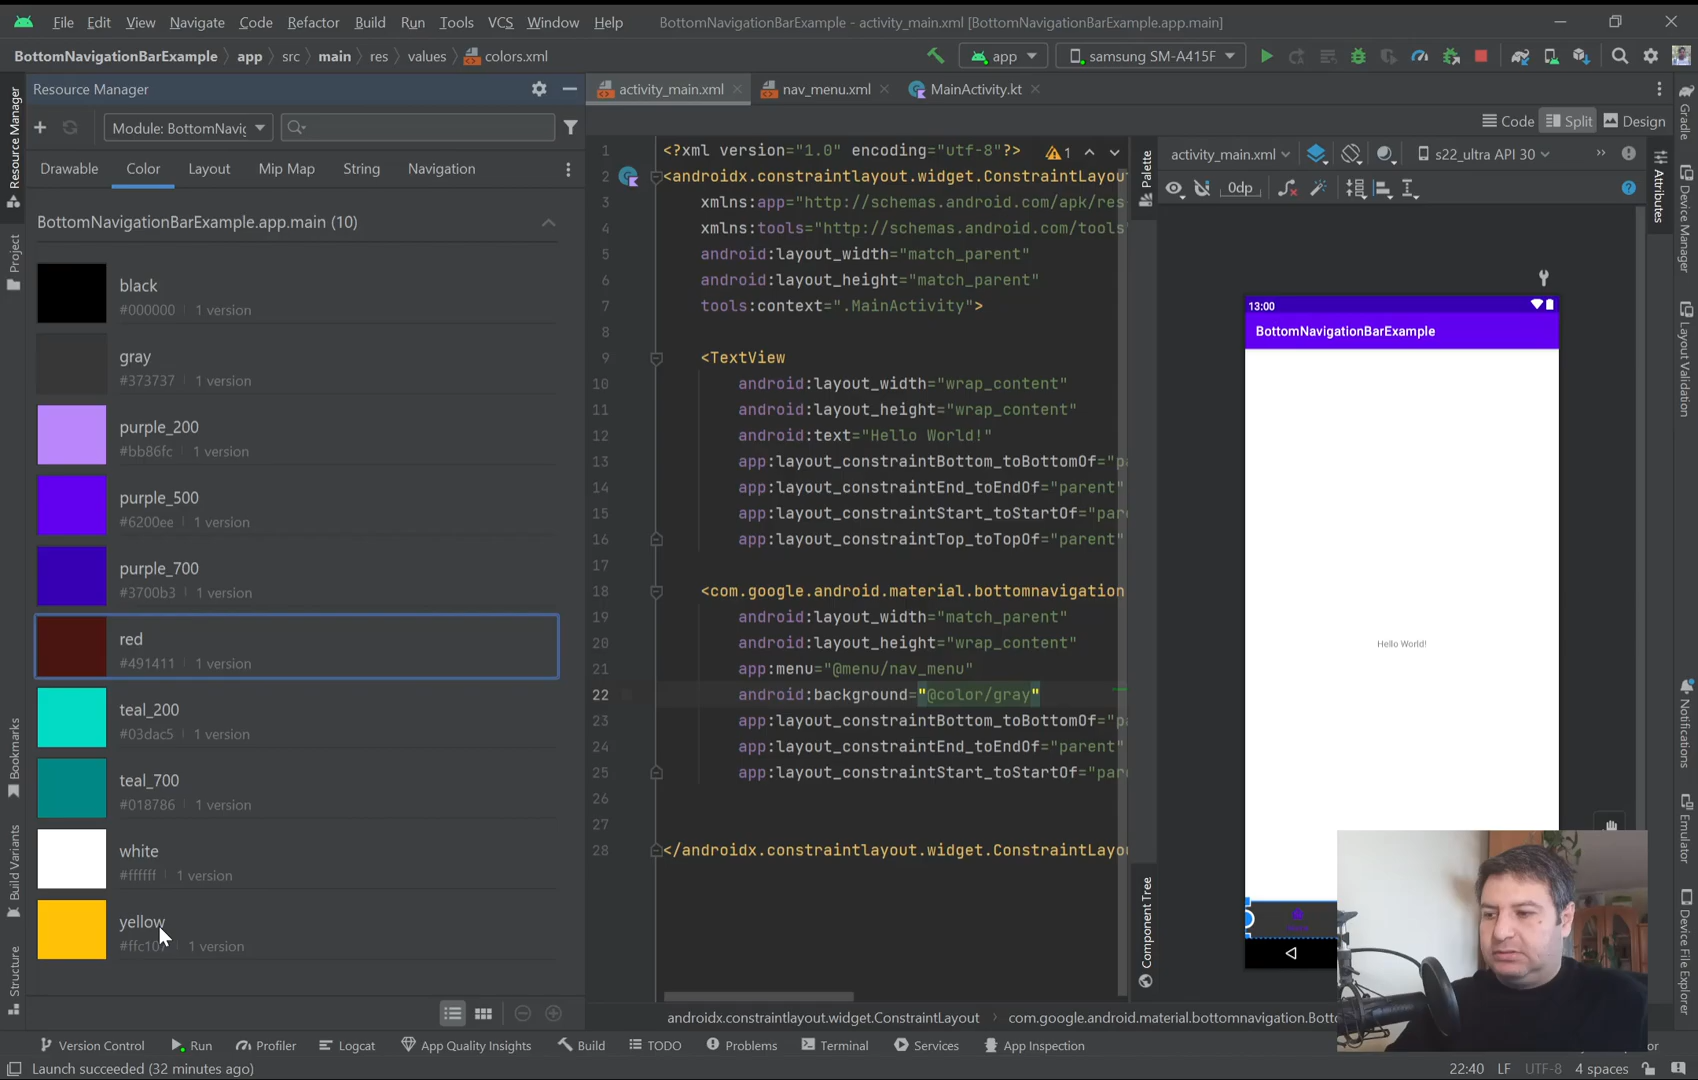 File Edit View Navigate Code Refactor Build Run Tools VCS Window Help BottomNavigationBarExample - activity_main.xml [BottomNavigationBarExample.app.main]
BottomNavigationBarExample app src main res values colors.xml app samsung SM-A415F
Resource Manager
activity_main.xml nav_menu.xml MainActivity.kt
Module: BottomNavig
Code Split Design
Drawable Color Layout Mip Map String Navigation
activity_main.xml s22_ultra API 30
0dp
BottomNavigationBarExample.app.main (10)
black
#000000 1 version
gray
#373737 1 version
purple_200
#bb86fc 1 version
purple_500
#6200ee 1 version
purple_700
#3700b3 1 version
red
#491411 1 version
teal_200
#03dac5 1 version
teal_700
#018786 1 version
white
#ffffff 1 version
yellow
1 version
1 <?xml version="1.0" encoding="utf-8"?> 1
2 <androidx.constraintlayout.widget.ConstraintLayou
3 xmlns:app="http://schemas.android.com/apk/res
4 xmlns:tools="http://schemas.android.com/tools"
5 android:layout_width="match_parent"
6 android:layout_height="match_parent"
7 tools:context=".MainActivity">
8
9 <TextView
10 android:layout_width="wrap_content"
11 android:layout_height="wrap_content"
12 android:text="Hello World!"
13 app:layout_constraintBottom_toBottomOf="pa
14 app:layout_constraintEnd_toEndOf="parent"
15 app:layout_constraintStart_toStartOf="par
16 app:layout_constraintTop_toTopOf="parent"
17
18 <com.google.android.material.bottomnavigation
19 android:layout_width="match_parent"
20 android:layout_height="wrap_content"
21 app:menu="@menu/nav_menu"
22 android:background="@color/gray"
23 app:layout_constraintBottom_toBottomOf="pa
24 app:layout_constraintEnd_toEndOf="parent"
25 app:layout_constraintStart_toStartOf="par
26
27
28 </androidx.constraintlayout.widget.ConstraintLayou
13:00
BottomNavigationBarExample
Hello World!
Palette
Component Tree
Attributes
Resource Manager
Project
Bookmarks
Build Variants
Structure
Gradle
Device Manager
Layout Validation
Notifications
Emulator
Device File Explorer
androidx.constraintlayout.widget.ConstraintLayout com.google.android.material.bottomnavigation.Bott
Version Control Run Profiler Logcat App Quality Insights Build TODO Problems Terminal Services App Inspection
Launch succeeded (32 minutes ago) 22:40 LF UTF-8 4 spaces